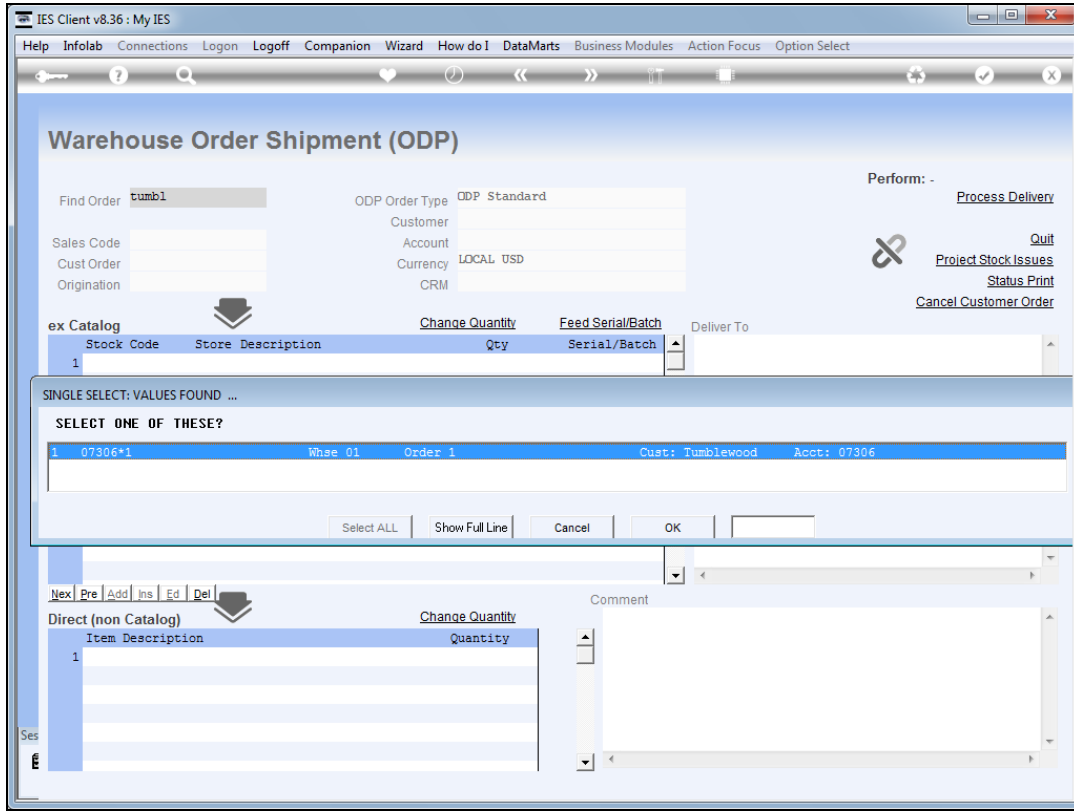 IES Client v8.36 : My IES
Help Infolab Connections Logon Logoff Companion Wizard How do I DataMarts Business Modules Action Focus Option Select
Warehouse Order Shipment (ODP)
Perform: -
Find Order tumbl ODP Order Type ODP Standard Process Delivery
Customer
Sales Code Account Quit
Cust Order Currency LOCAL USD Project Stock Issues
Origination CRM Status Print
Cancel Customer Order
ex Catalog Change Quantity Feed Serial/Batch Deliver To
Stock Code Store Description Qty Serial/Batch
1
SINGLE SELECT: VALUES FOUND ...
SELECT ONE OF THESE?
1 07306*1 Whse 01 Order 1 Cust: Tumblewood Acct: 07306
Select ALL Show Full Line Cancel OK
Nex Pre Add Ins Ed Del Comment
Direct (non Catalog) Change Quantity
Item Description Quantity
1
Ses